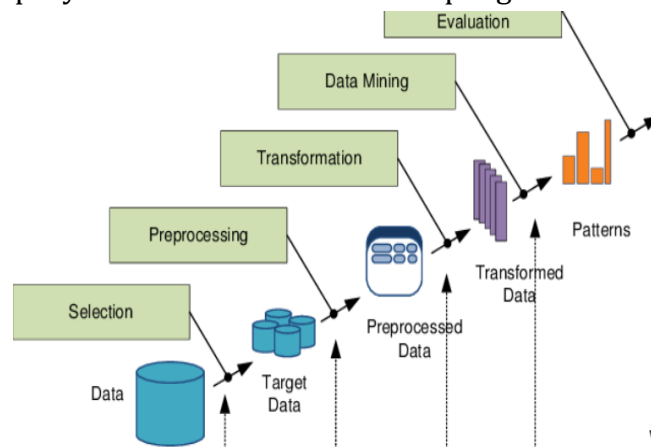 Evaluation
Data Mining
Transformation
Preprocessing
Selection
Patterns
Transformed
Data
Preprocessed
Data
Target
Data
Data